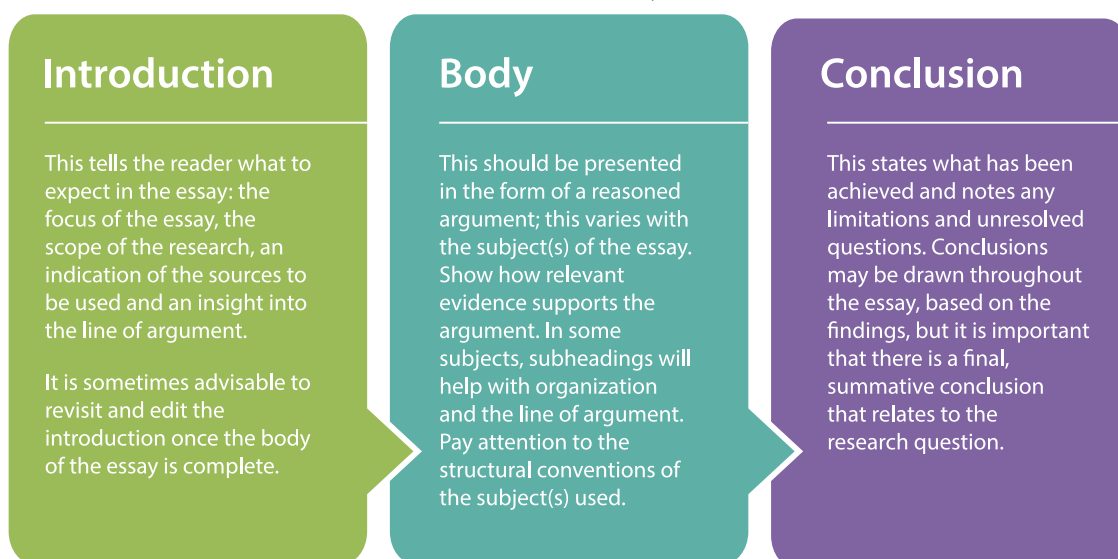 Introduction
This tells the reader what to
expect in the essay: the
focus of the essay, the
scope of the research, an
indication of the sources to
be used and an insight into
the line of argument.
It is sometimes advisable to
revisit and edit the
introduction once the body
of the essay is complete.
Body
This should be presented
in the form of a reasoned
argument; this varies with
the subject(s) of the essay.
Show how relevant
evidence supports the
argument. In some
subjects, subheadings will
help with organization
and the line of argument.
Pay attention to the
structural conventions of
the subject(s) used.
Conclusion
This states what has been
achieved and notes any
limitations and unresolved
questions. Conclusions
may be drawn throughout
the essay, based on the
findings, but it is important
that there is a final,
summative conclusion
that relates to the
research question.